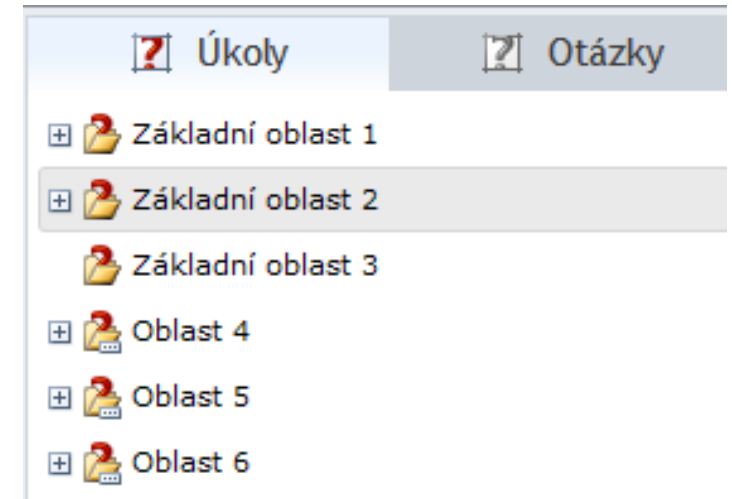 Úkoly Otázky
Základní oblast 1
Základní oblast 2
Základní oblast 3
Oblast 4
Oblast 5
Oblast 6